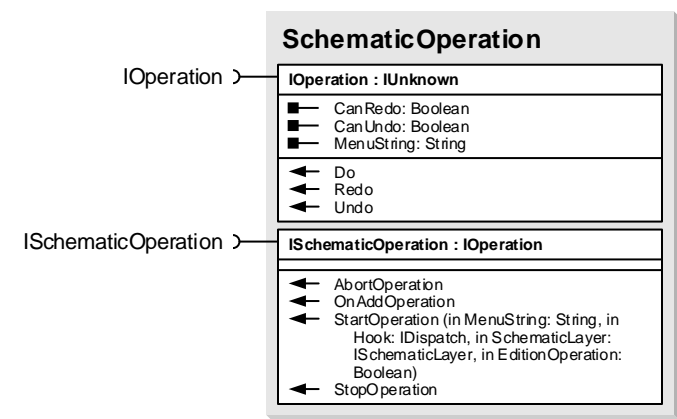 SchematicOperation
IOperation
IOperation : IUnknown
CanRedo: Boolean
CanUndo: Boolean
MenuString: String
Do
Redo
Undo
ISchematicOperation
ISchematicOperation : IOperation
AbortOperation
OnAddOperation
StartOperation (in MenuString: String, in
Hook: IDispatch, in SchematicLayer:
ISchematicLayer, in EditionOperation:
Boolean)
StopOperation